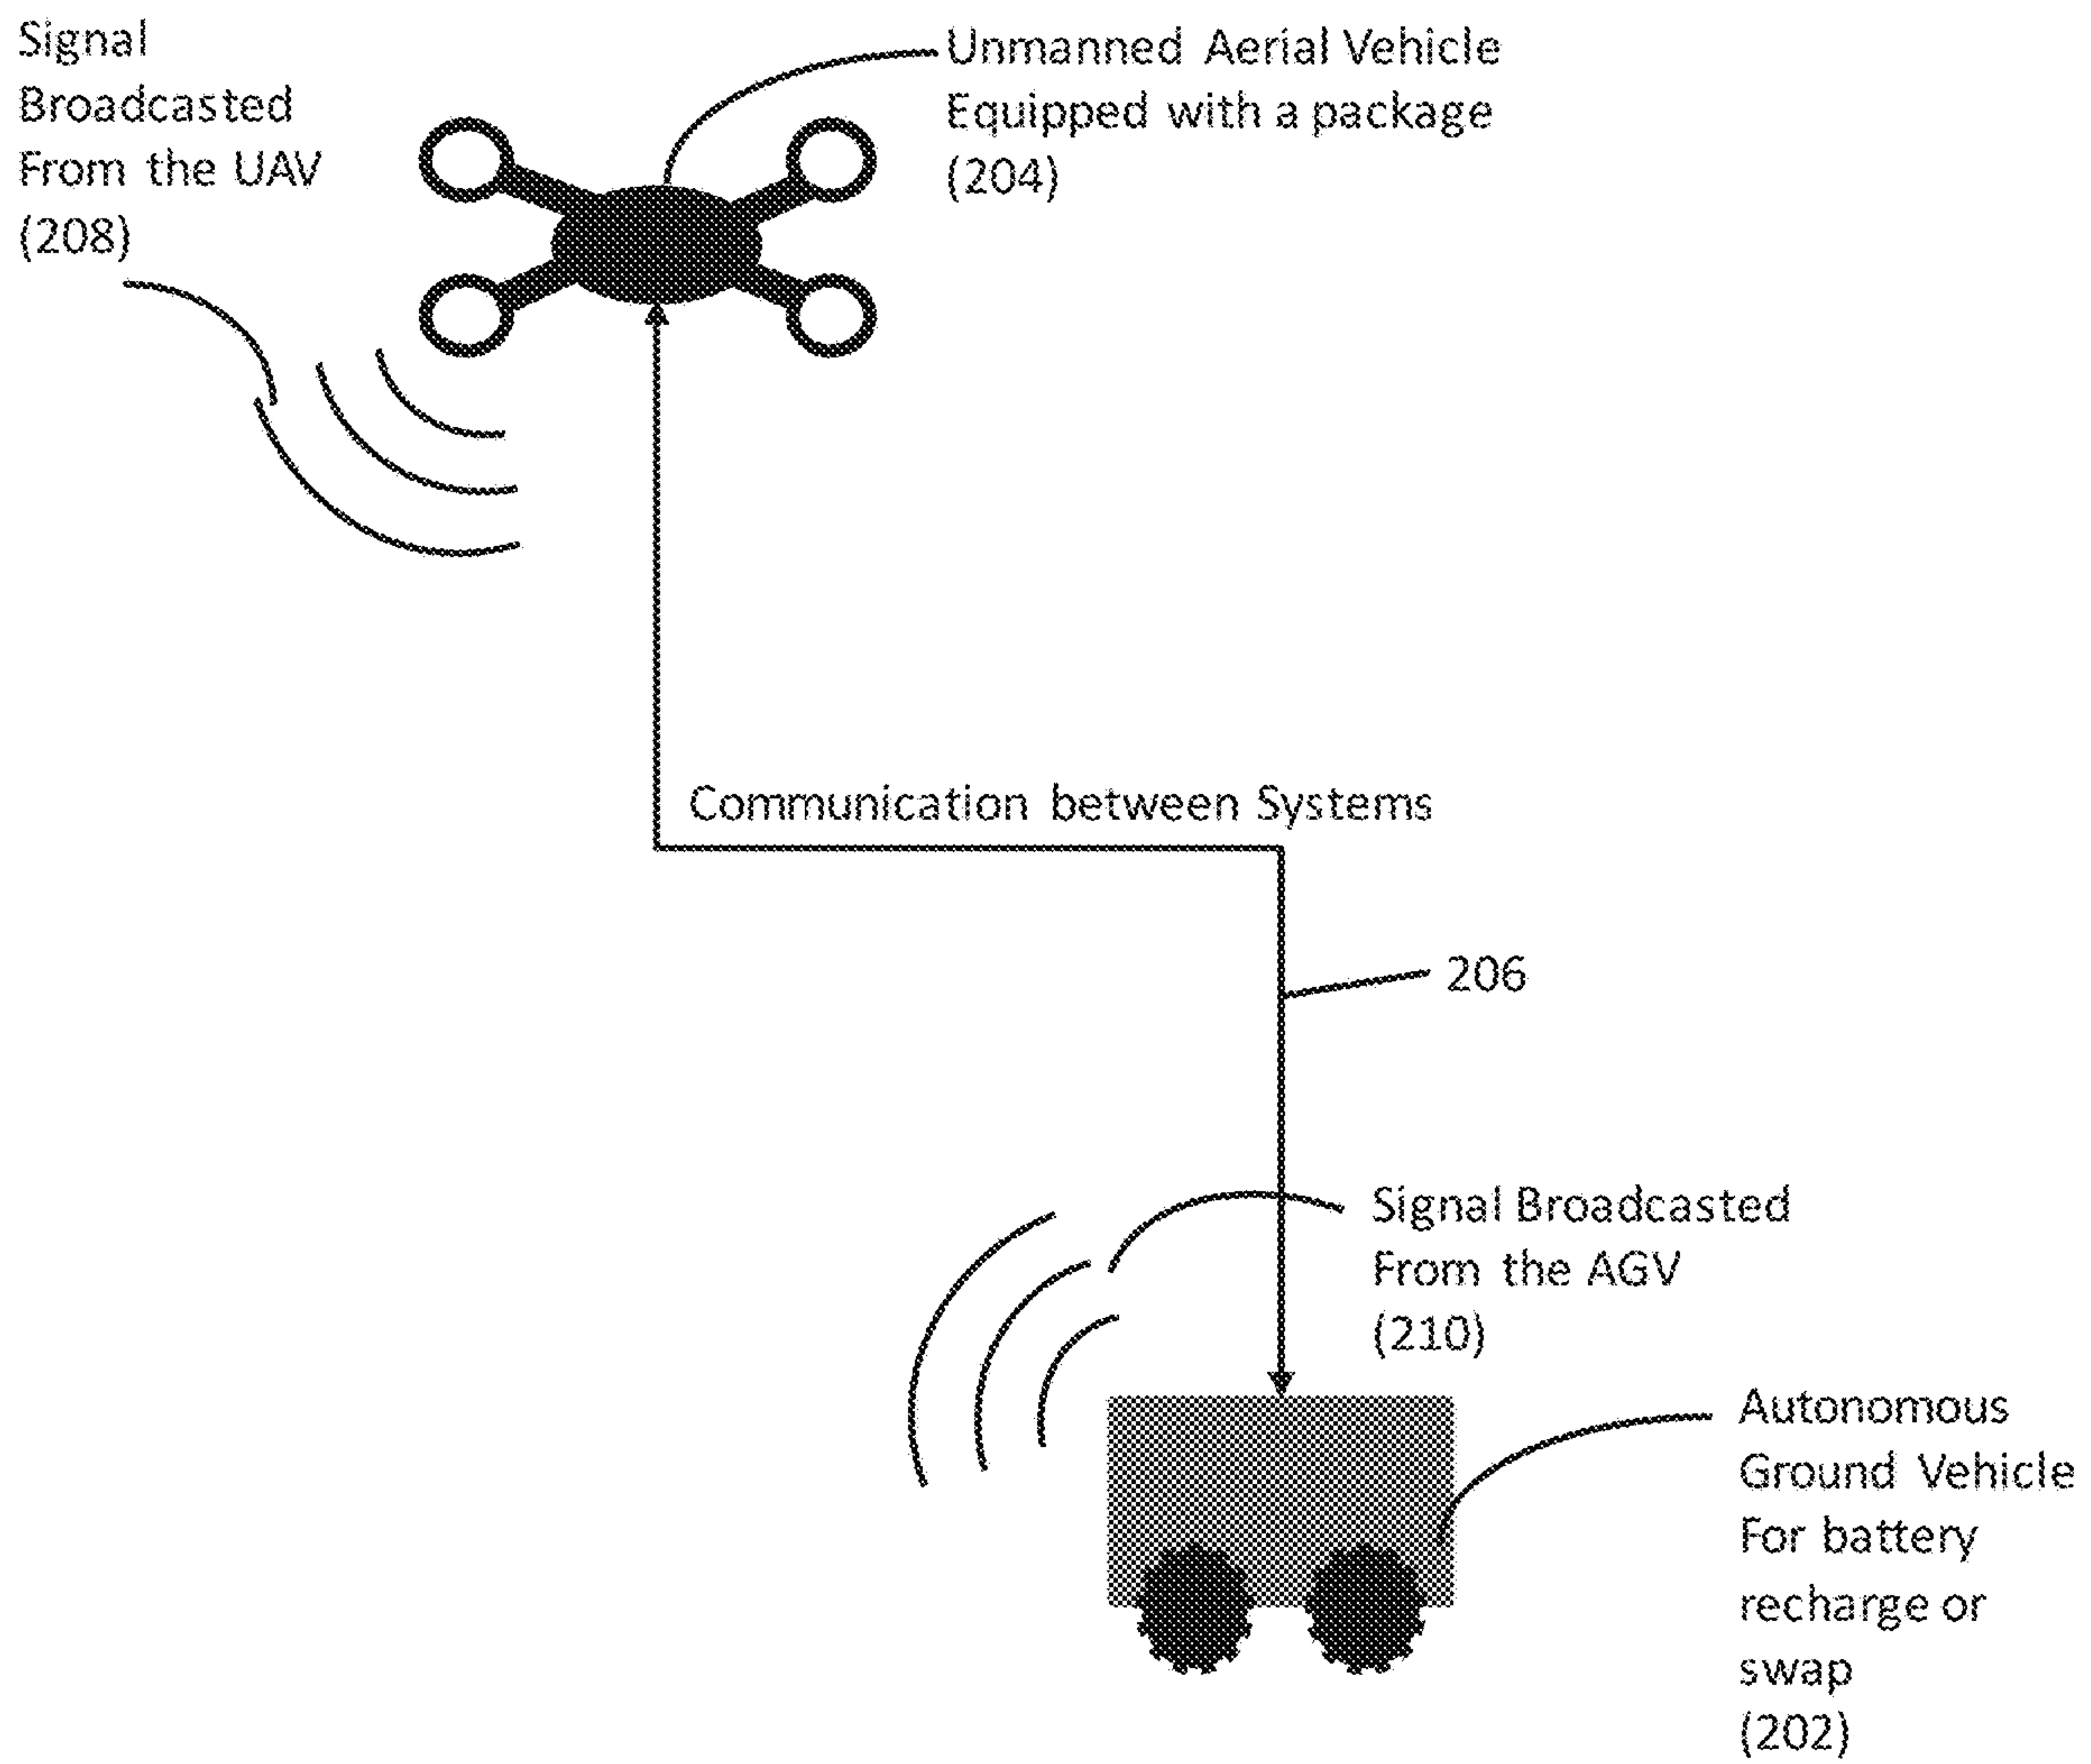 Signal
Broadcasted
From the UAV
(208)
Unmanned Aerial Vehicle
Equipped with a package
(204)
Communication between Systems
206
Signal Broadcasted
From the AGV
(210)
Autonomous
Ground Vehicle
For battery
recharge or
swap
(202)